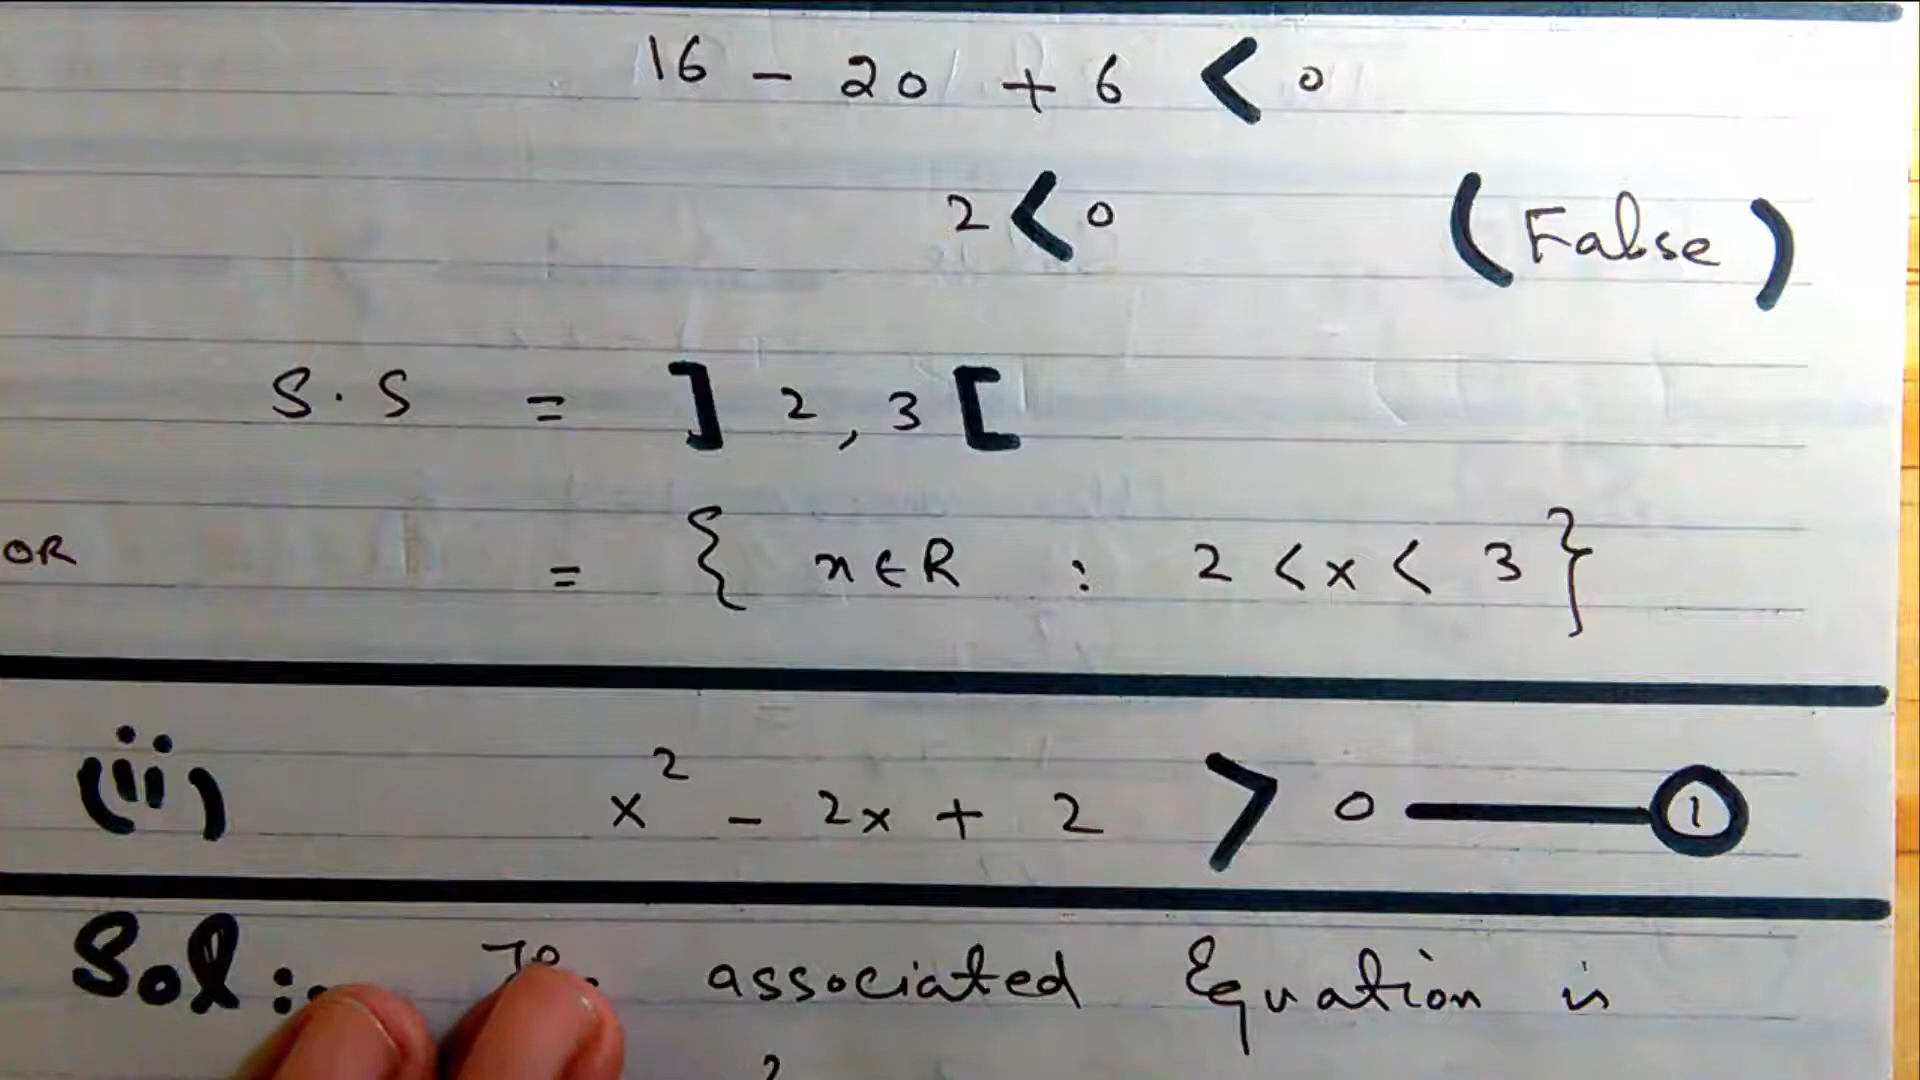 16 - 20 + 6 < 0
2 < 0 (False)
S.S = ] 2, 3 [
OR = { x ∈ R : 2 < x < 3 }
(ii) x² - 2x + 2 > 0 — ①
Sol:- associated Equation is
2